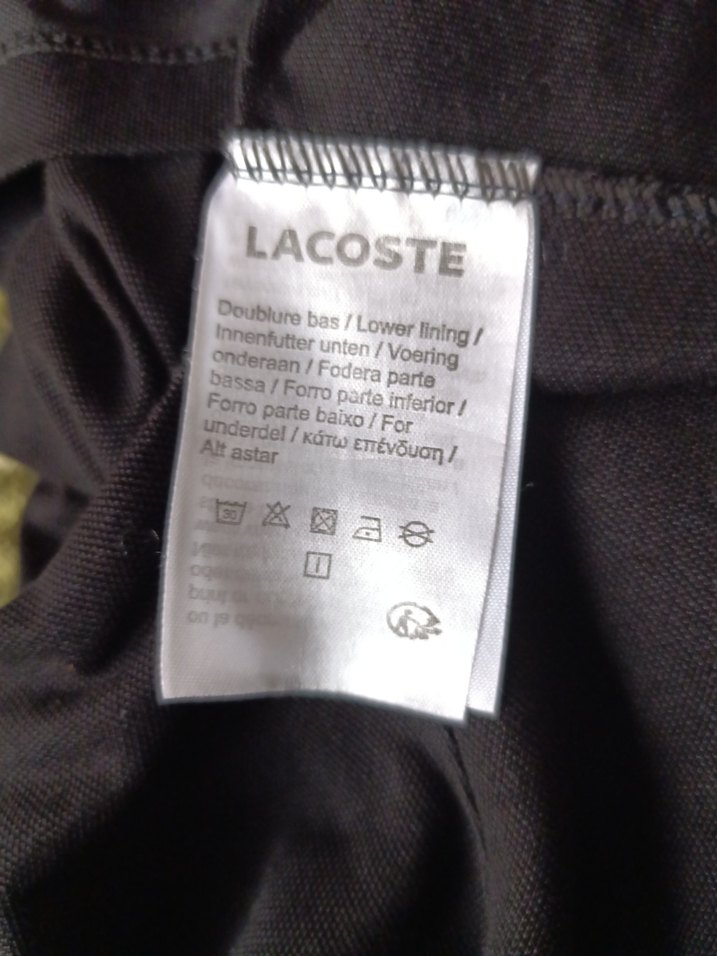 LACOSTE
Doublure bas / Lower lining /
Innenfutter unten / Voering
onderaan / Fodera parte
bassa / Forro parte inferior /
Forro parte baixo / For
underdel / κάτω επένδυση /
Alt astar
30